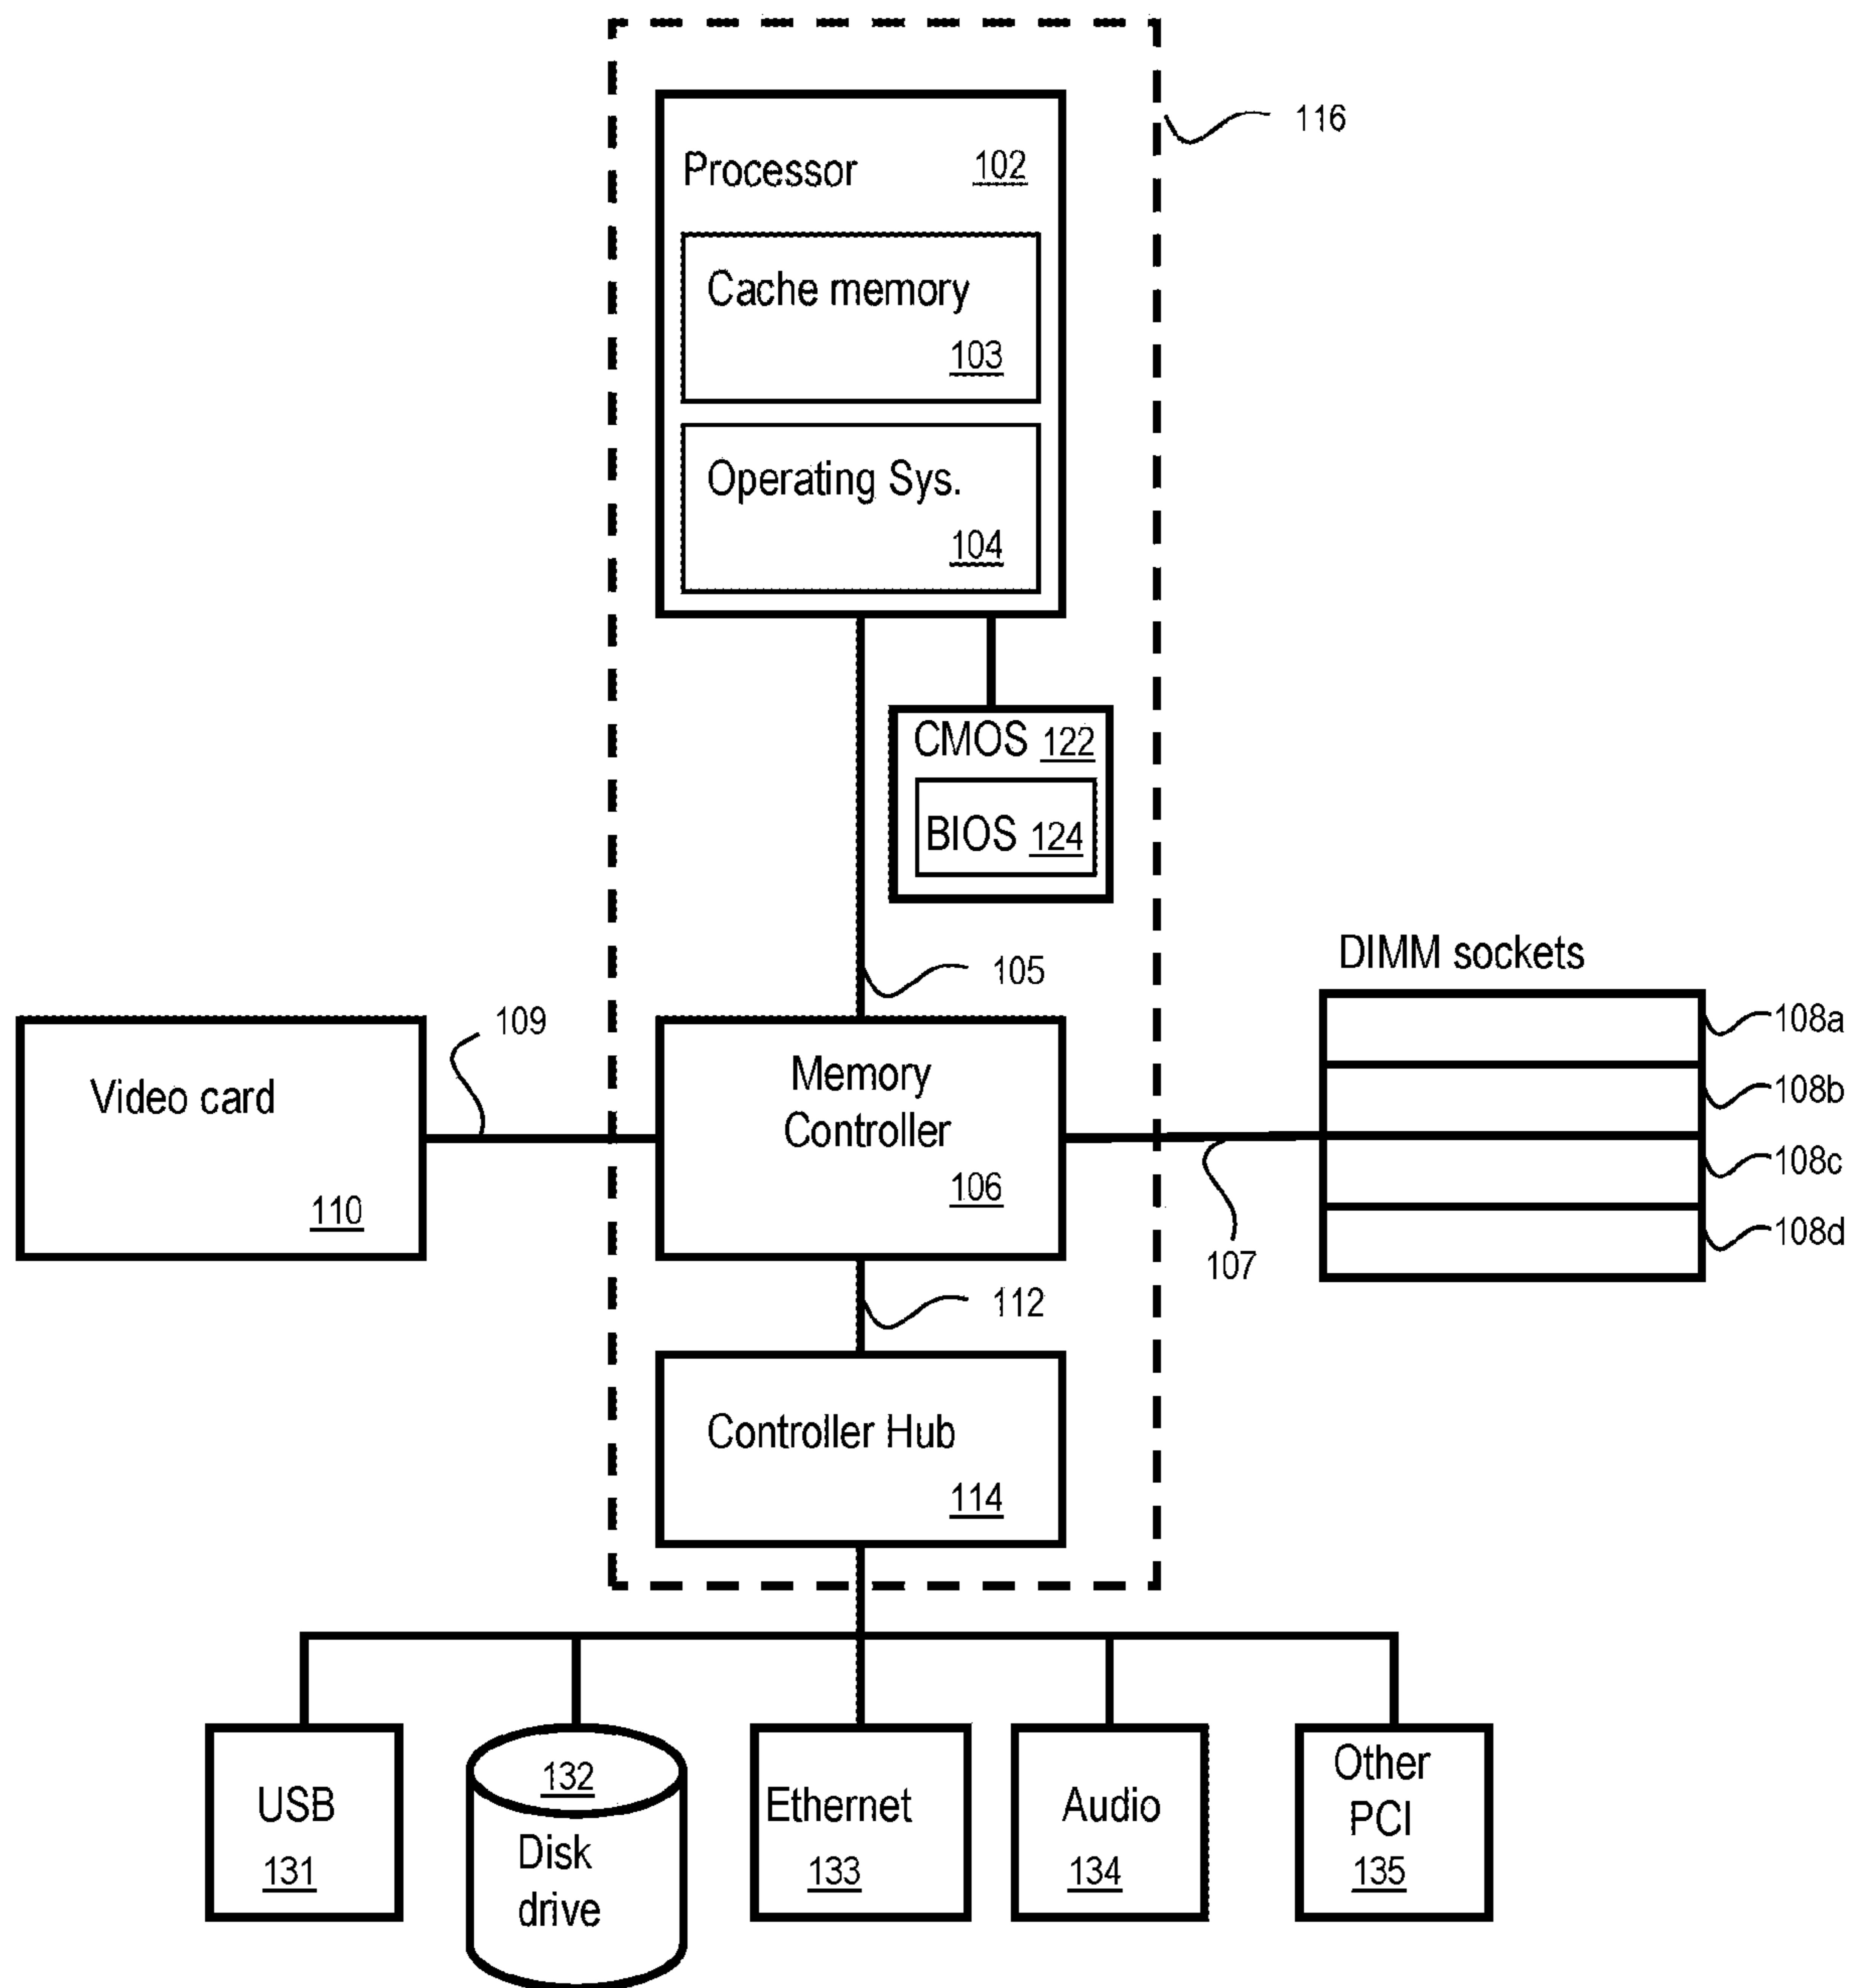 116
Processor 102
Cache memory
103
Operating Sys.
104
CMOS 122
BIOS 124
105
DIMM sockets
108a
108b
108c
108d
107
109
Video card
110
Memory
Controller
106
112
Controller Hub
114
USB
131
132
Disk
drive
Ethernet
133
Audio
134
Other
PCI
135